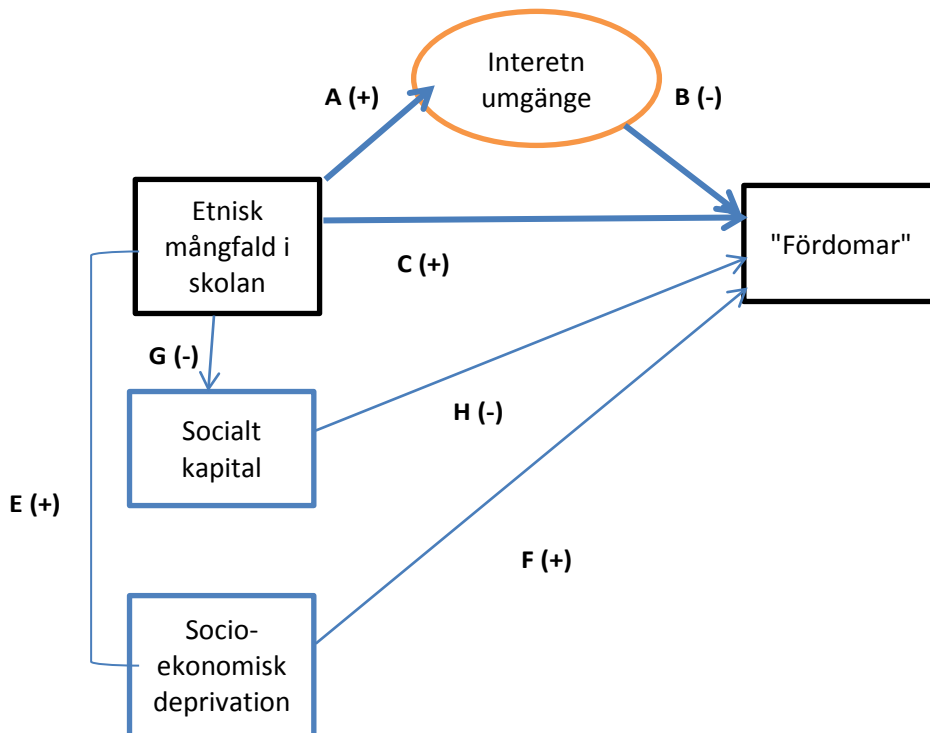 Interetn
umgänge
A (+)
B (-)
Etnisk
mångfald i
skolan
"Fördomar"
C (+)
G (-)
Socialt
kapital
H (-)
E (+)
F (+)
Socio-
ekonomisk
deprivation